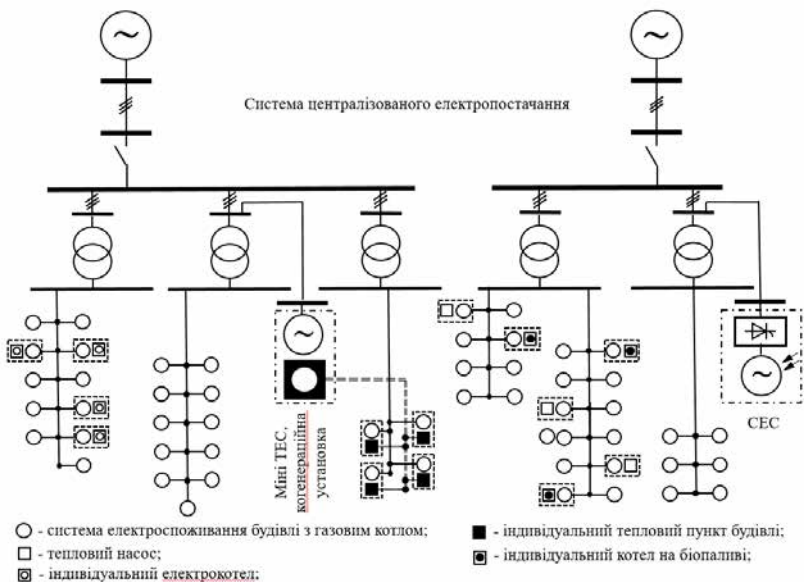 Система централізованого електропостачання
Міні ТЕС,
когенераційна
установка
СЕС
- система електроспоживання будівлі з газовим котлом;
- тепловий насос;
- індивідуальний електрокотел;
- індивідуальний тепловий пункт будівлі;
- індивідуальний котел на біопаливі;